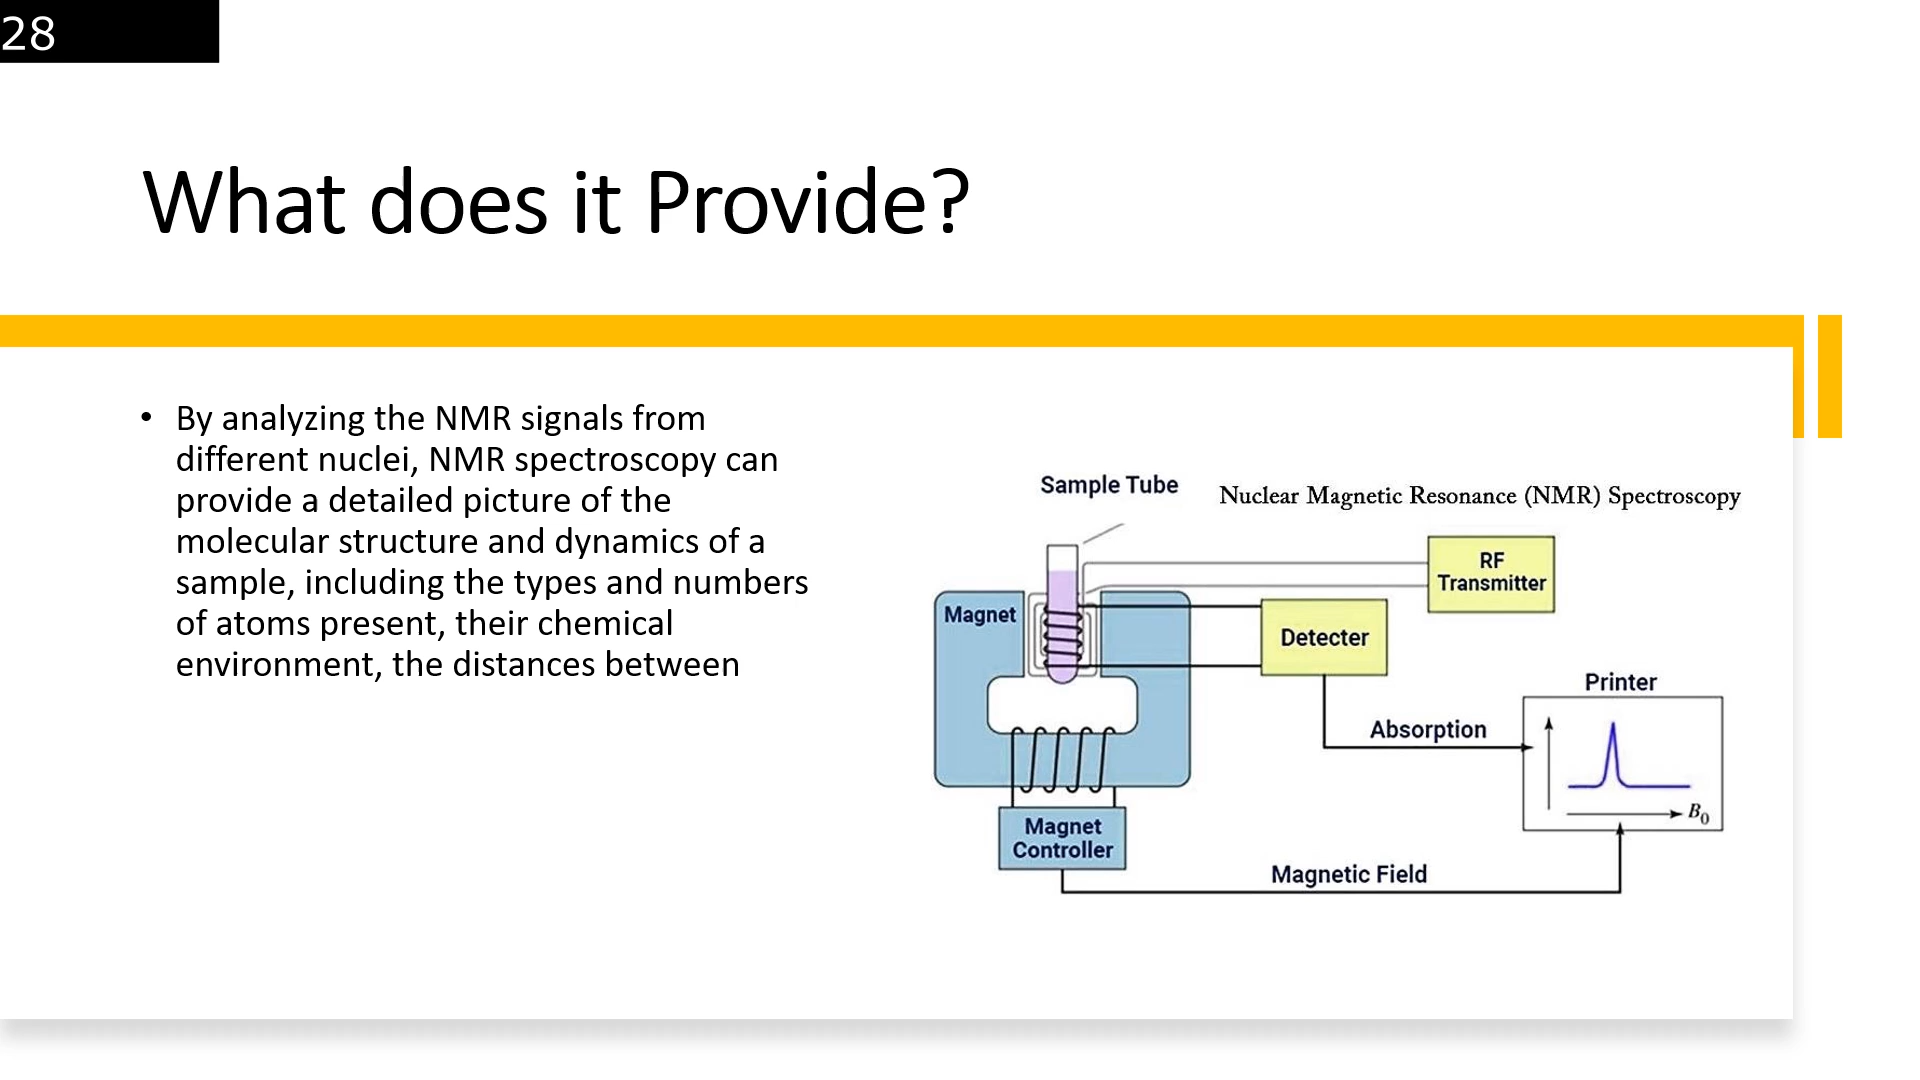 28
What does it Provide?
• By analyzing the NMR signals from
different nuclei, NMR spectroscopy can
provide a detailed picture of the
molecular structure and dynamics of a
sample, including the types and numbers
of atoms present, their chemical
environment, the distances between
Sample Tube
Nuclear Magnetic Resonance (NMR) Spectroscopy
RF
Transmitter
Magnet
Detecter
Printer
Absorption
B₀
Magnet
Controller
Magnetic Field